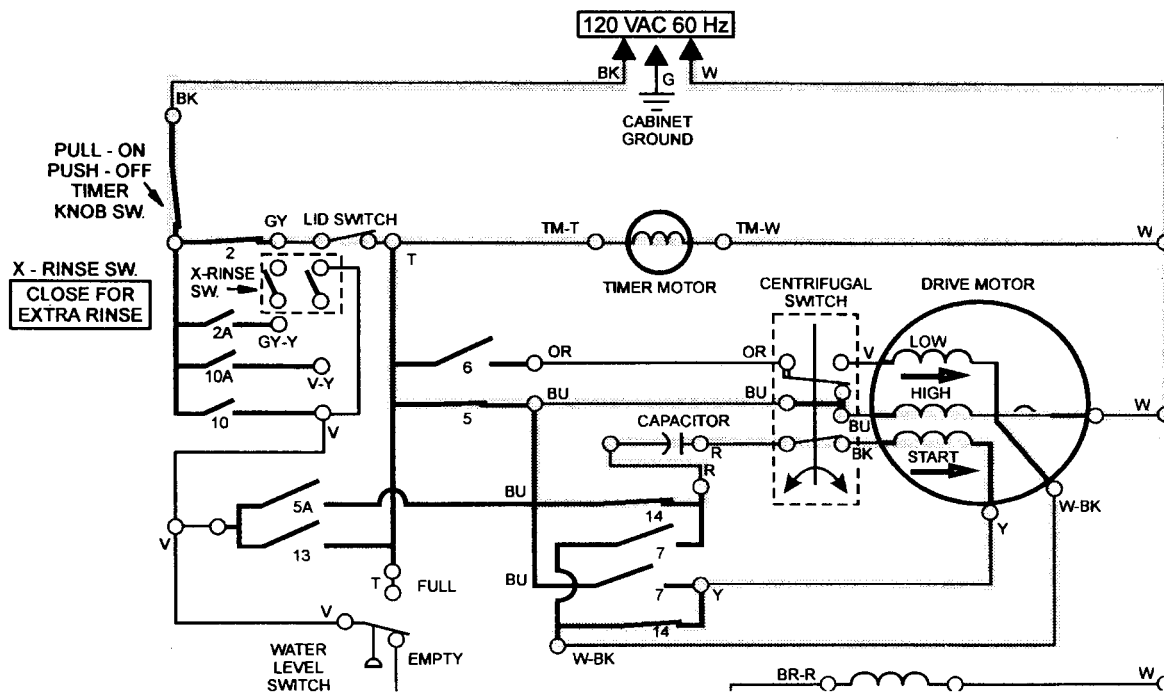 120 VAC 60 Hz
BK
W
G
BK
CABINET
GROUND
PULL - ON
PUSH - OFF
TIMER
KNOB SW.
GY
LID SWITCH
TM-T
TM-W
W
2
T
X - RINSE SW.
X-RINSE
SW.
TIMER MOTOR
CENTRIFUGAL
SWITCH
DRIVE MOTOR
CLOSE FOR
EXTRA RINSE
2A
GY-Y
OR
OR
V
LOW
6
10A
V-Y
HIGH
BU
BU
W
10
V
5
CAPACITOR
BU
R
BK
START
R
5A
BU
14
W-BK
V
13
7
Y
T
FULL
BU
7
Y
V
14
WATER
LEVEL
SWITCH
EMPTY
W-BK
BR-R
W